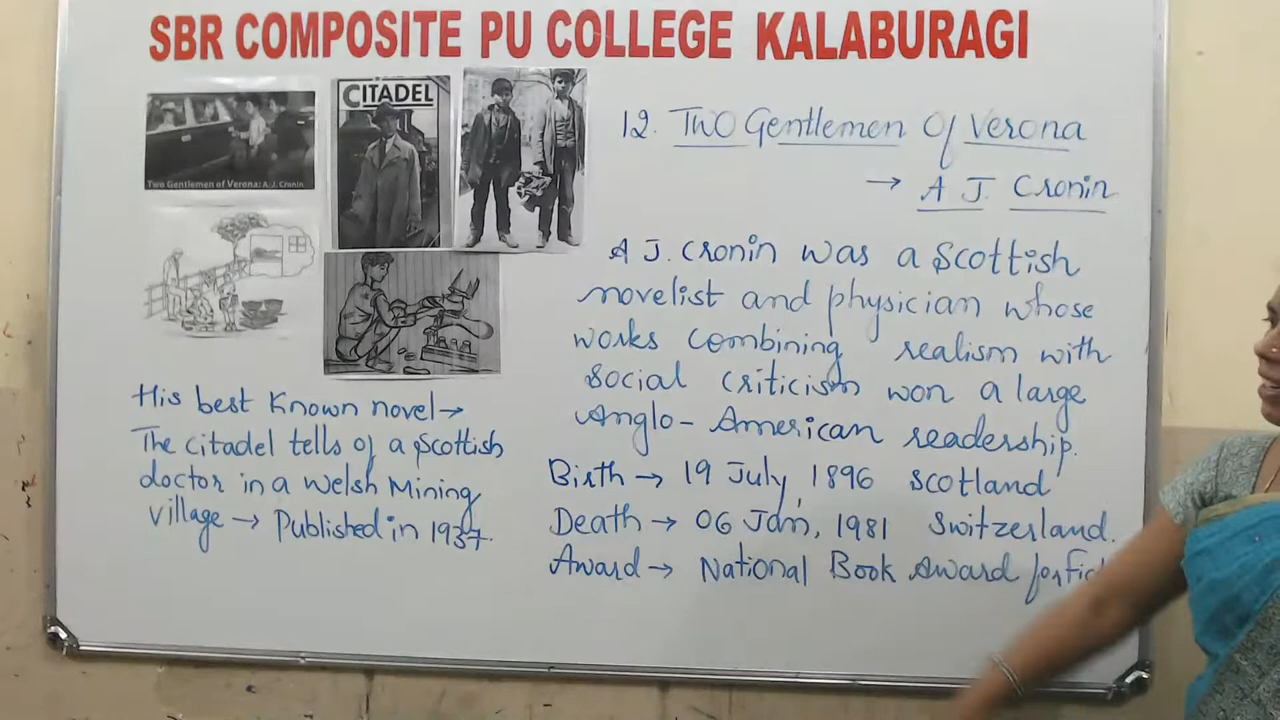 SBR COMPOSITE PU COLLEGE KALABURAGI
Two Gentlemen of Verona: A. J. Cronin
CITADEL
12. Two Gentlemen Of Verona
→ A J. Cronin
A J. Cronin was a Scottish
novelist and physician whose
works combining realism with
social criticism won a large
Anglo-American readership.
Birth → 19 July, 1896 Scotland
Death → 06 Jan, 1981 Switzerland.
Award → National Book Award for
His best Known novel →
The citadel tells of a Scottish
doctor in a Welsh Mining
village → Published in 1937.